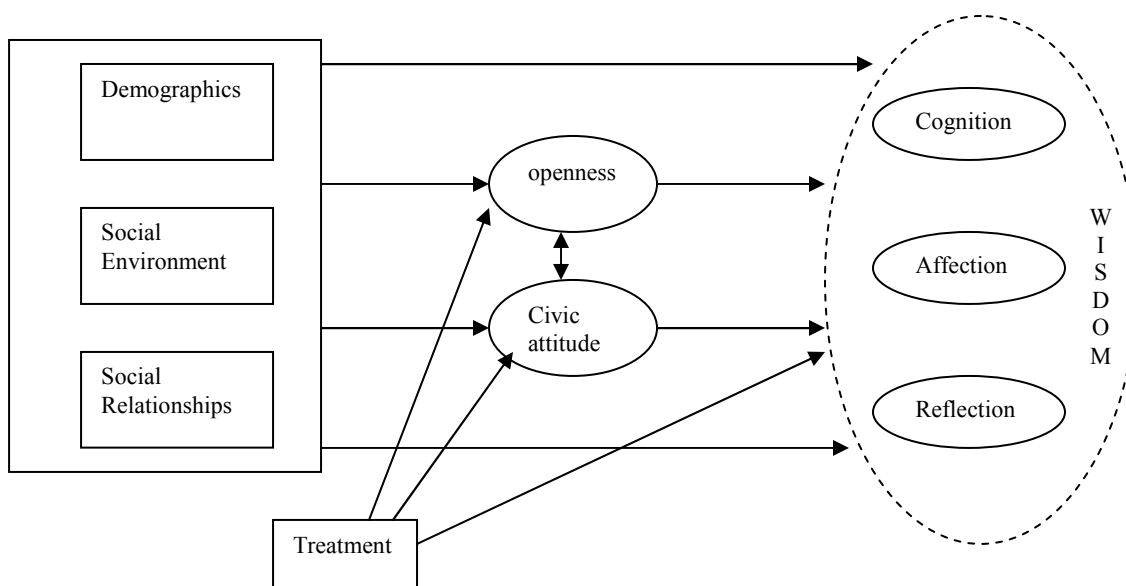 Demographics
Social
Environment
Social
Relationships
Treatment
openness
Civic
attitude
Cognition
Affection
Reflection
W
I
S
D
O
M